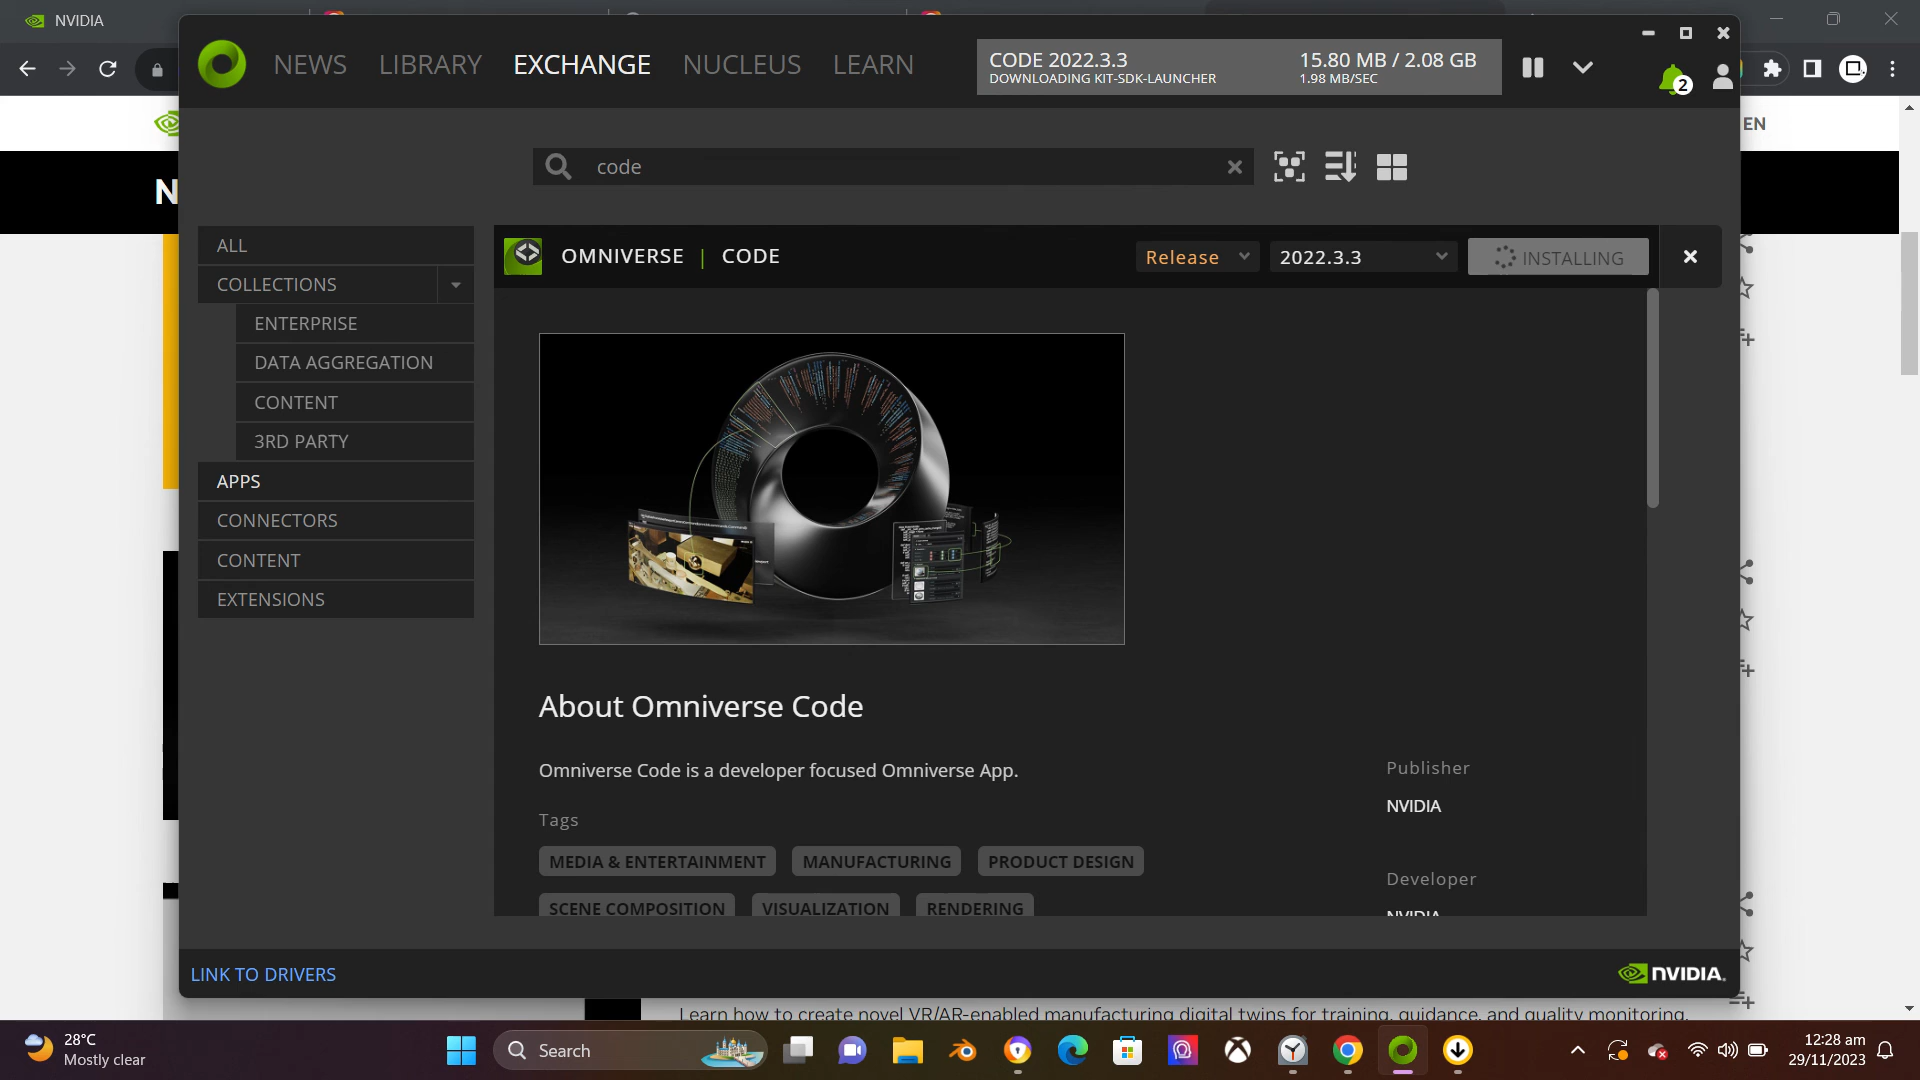 NVIDIA
NEWS LIBRARY EXCHANGE NUCLEUS LEARN
CODE 2022.3.3 15.80 MB / 2.08 GB
DOWNLOADING KIT-SDK-LAUNCHER 1.98 MB/SEC
2
EN
N
code
ALL
COLLECTIONS
ENTERPRISE
DATA AGGREGATION
CONTENT
3RD PARTY
APPS
CONNECTORS
CONTENT
EXTENSIONS
OMNIVERSE | CODE
Release 2022.3.3 INSTALLING
About Omniverse Code
Omniverse Code is a developer focused Omniverse App.
Tags
MEDIA & ENTERTAINMENT MANUFACTURING PRODUCT DESIGN
SCENE COMPOSITION VISUALIZATION RENDERING
Publisher
NVIDIA
Developer
NVIDIA
LINK TO DRIVERS
NVIDIA.
Learn how to create novel VR/AR-enabled manufacturing digital twins for training, guidance, and quality monitoring.
28°C
Mostly clear
Search
12:28 am
29/11/2023